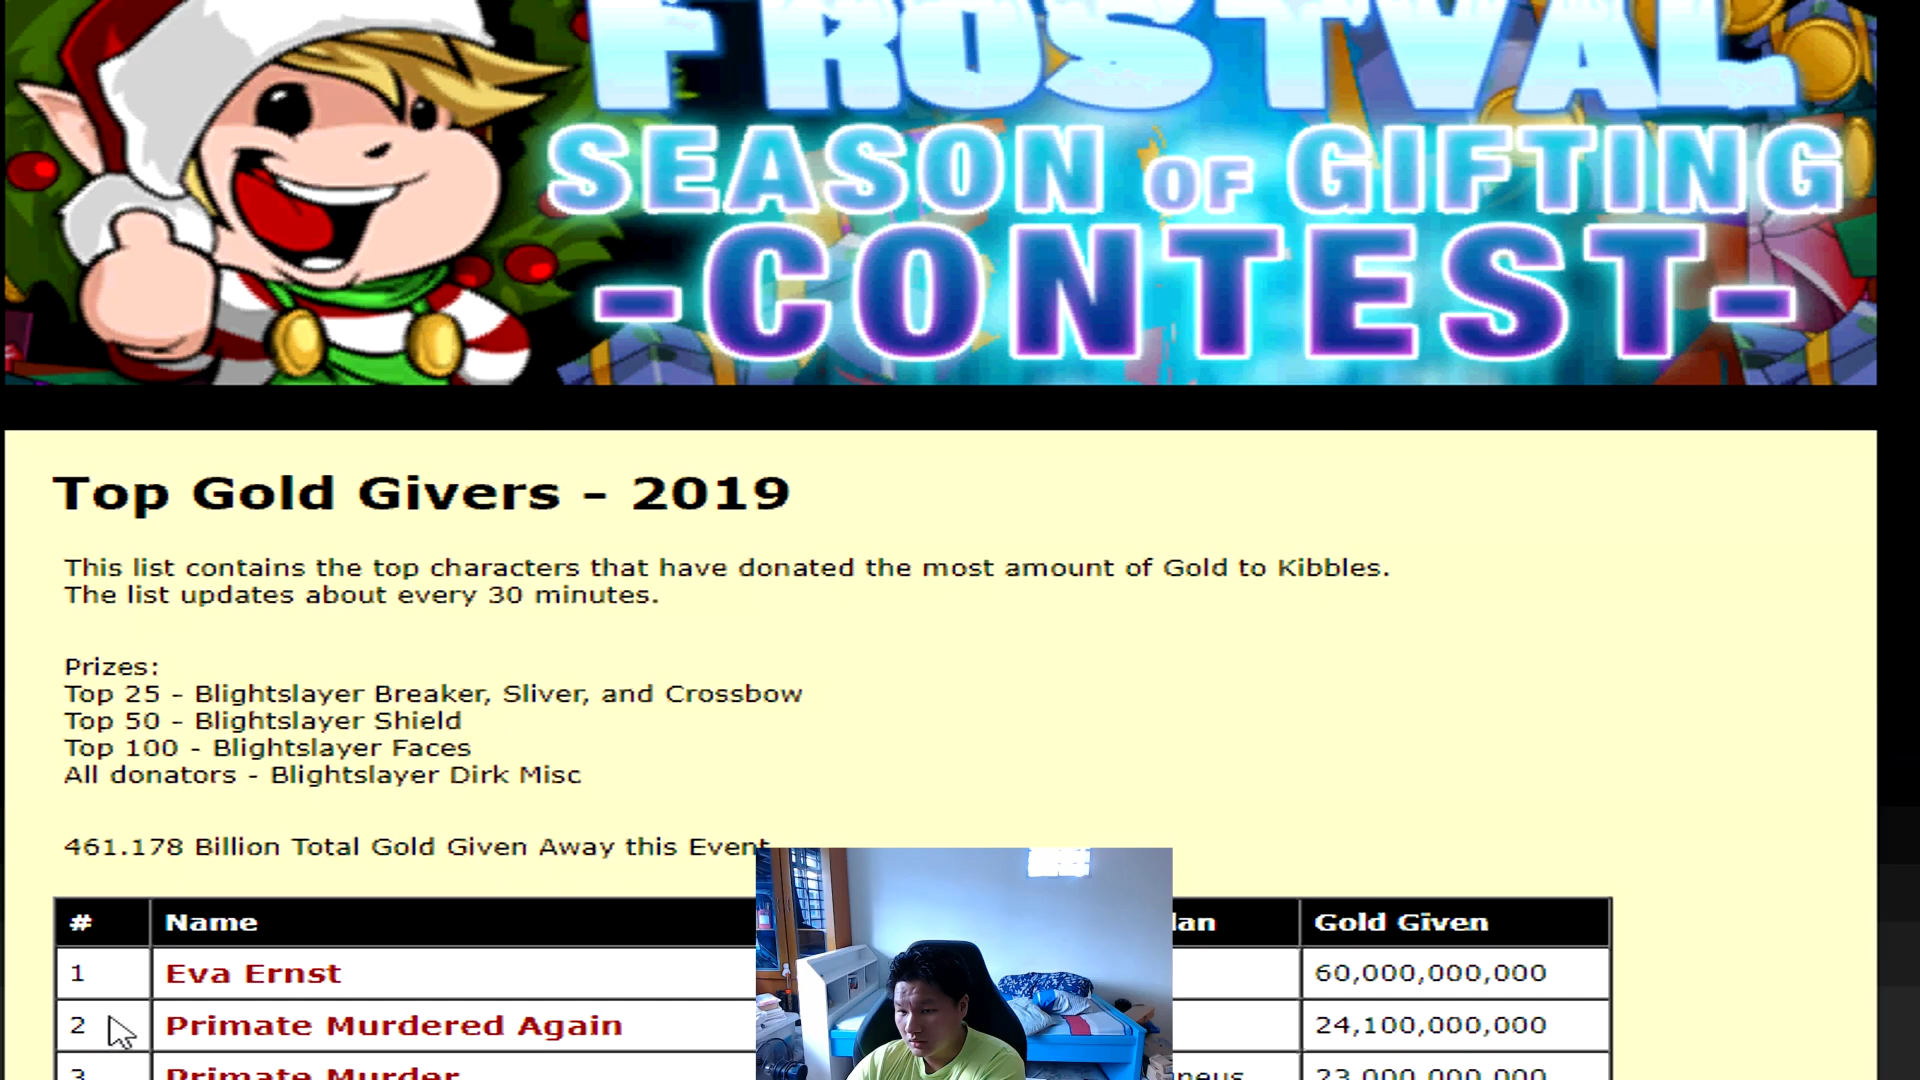 FROSTVAL
SEASON OF GIFTING
-CONTEST-
Top Gold Givers - 2019
This list contains the top characters that have donated the most amount of Gold to Kibbles.
The list updates about every 30 minutes.
Prizes:
Top 25 - Blightslayer Breaker, Sliver, and Crossbow
Top 50 - Blightslayer Shield
Top 100 - Blightslayer Faces
All donators - Blightslayer Dirk Misc
461.178 Billion Total Gold Given Away this Event
# Name lan Gold Given
1 Eva Ernst 60,000,000,000
2 Primate Murdered Again 24,100,000,000
3 Primate Murder 23,000,000,000